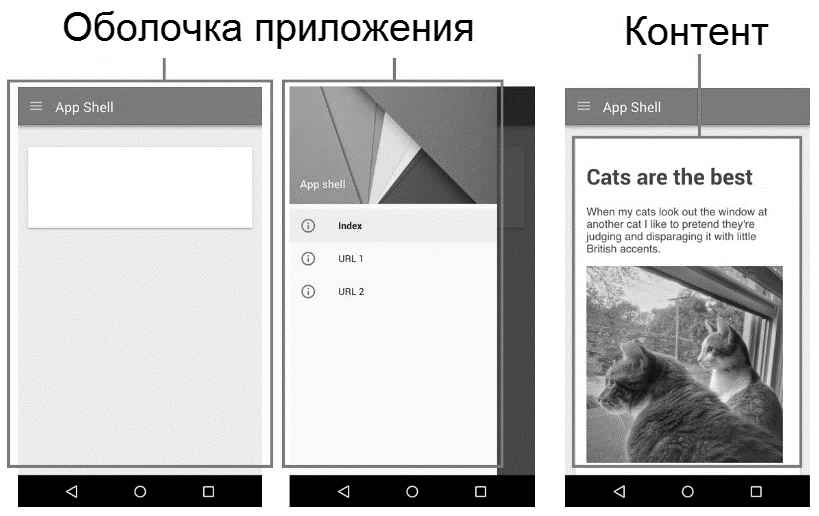 Оболочка приложения
Контент
App Shell
App shell
Index
URL 1
URL 2
App Shell
Cats are the best
When my cats look out the window at
another cat I like to pretend they're
judging and disparaging it with little
British accents.